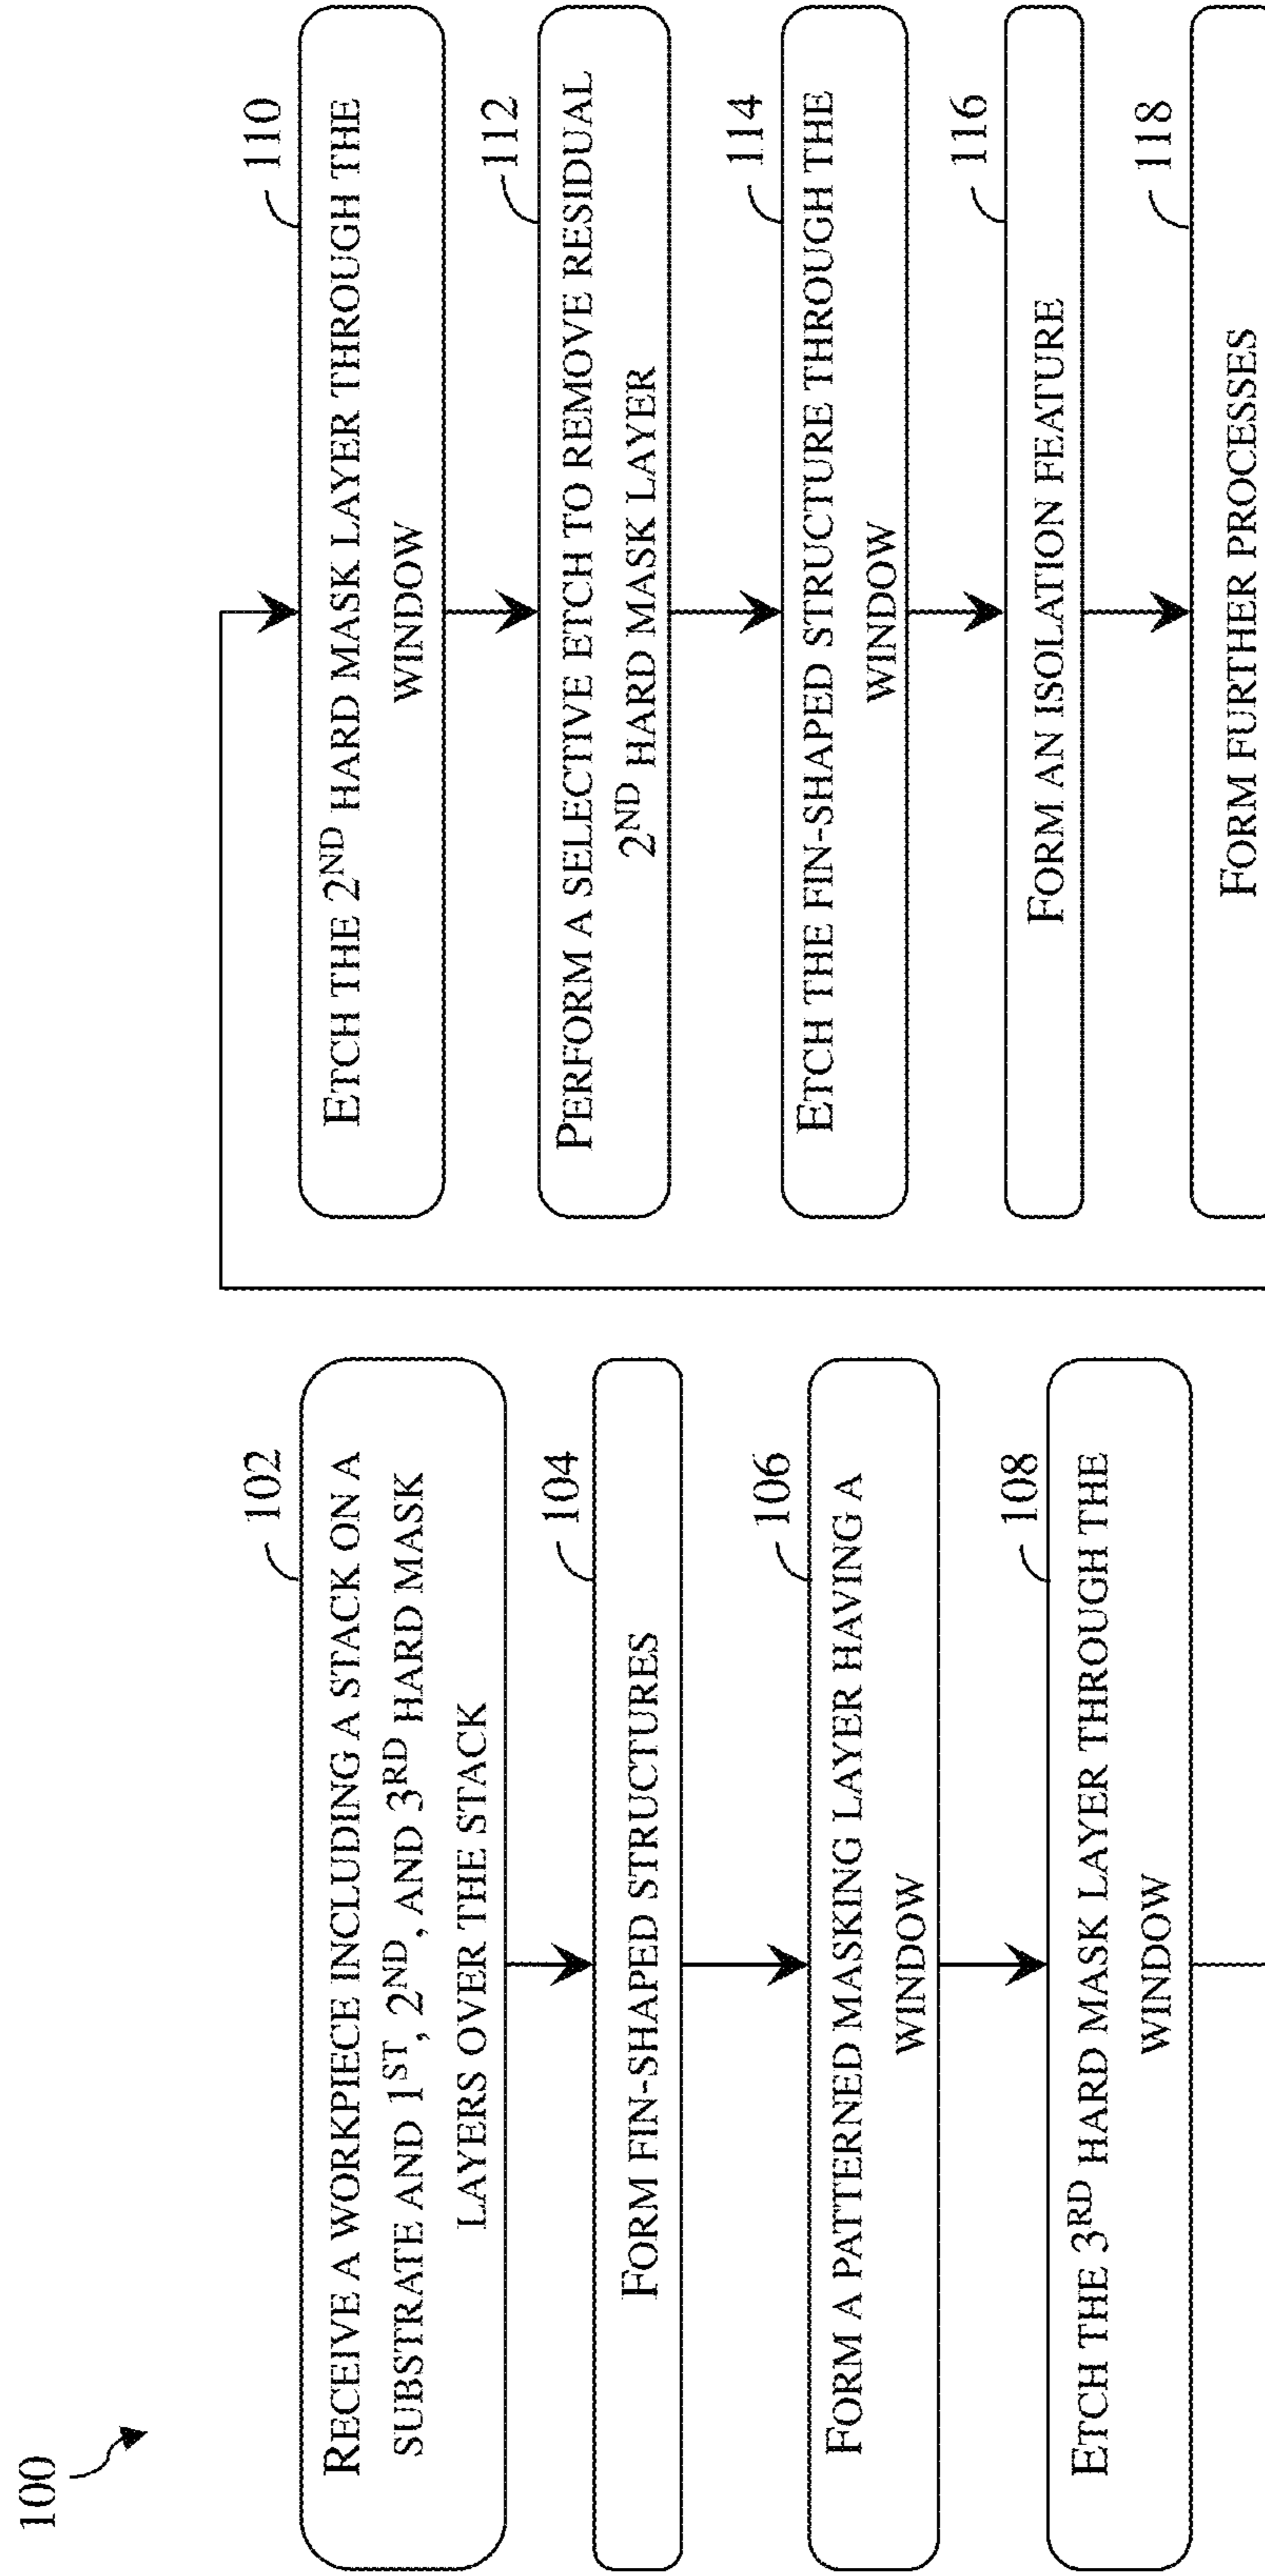 100
102
RECEIVE A WORKPIECE INCLUDING A STACK ON A
SUBSTRATE AND 1ST, 2ND, AND 3RD HARD MASK
LAYERS OVER THE STACK
104
FORM FIN-SHAPED STRUCTURES
106
FORM A PATTERNED MASKING LAYER HAVING A
WINDOW
108
ETCH THE 3RD HARD MASK LAYER THROUGH THE
WINDOW
110
ETCH THE 2ND HARD MASK LAYER THROUGH THE
WINDOW
112
PERFORM A SELECTIVE ETCH TO REMOVE RESIDUAL
2ND HARD MASK LAYER
114
ETCH THE FIN-SHAPED STRUCTURE THROUGH THE
WINDOW
116
FORM AN ISOLATION FEATURE
118
FORM FURTHER PROCESSES